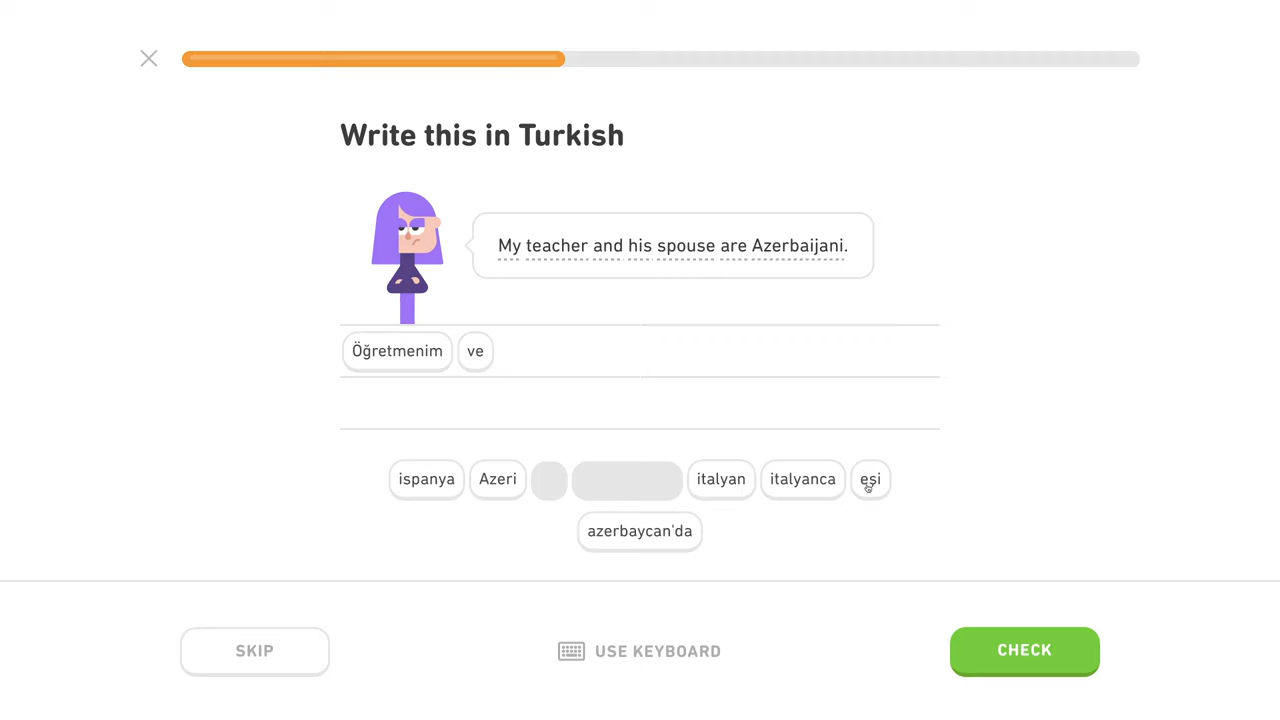 Write this in Turkish
My teacher and his spouse are Azerbaijani.
Öğretmenim ve
ispanya Azeri italyan italyanca eşi
azerbaycan'da
SKIP USE KEYBOARD CHECK